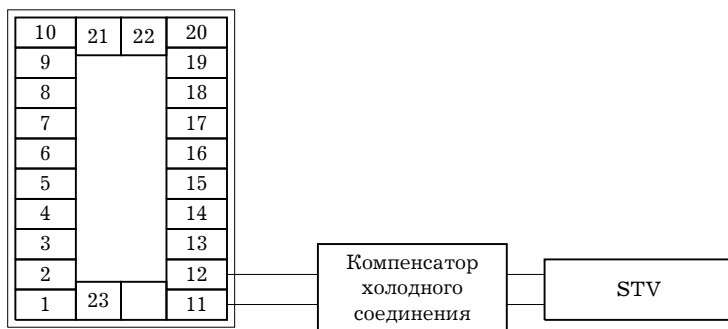 10 21 22 20
9 19
8 18
7 17
6 16
5 15
4 14
3 13
2 12
1 23 11
Компенсатор
холодного
соединения
STV